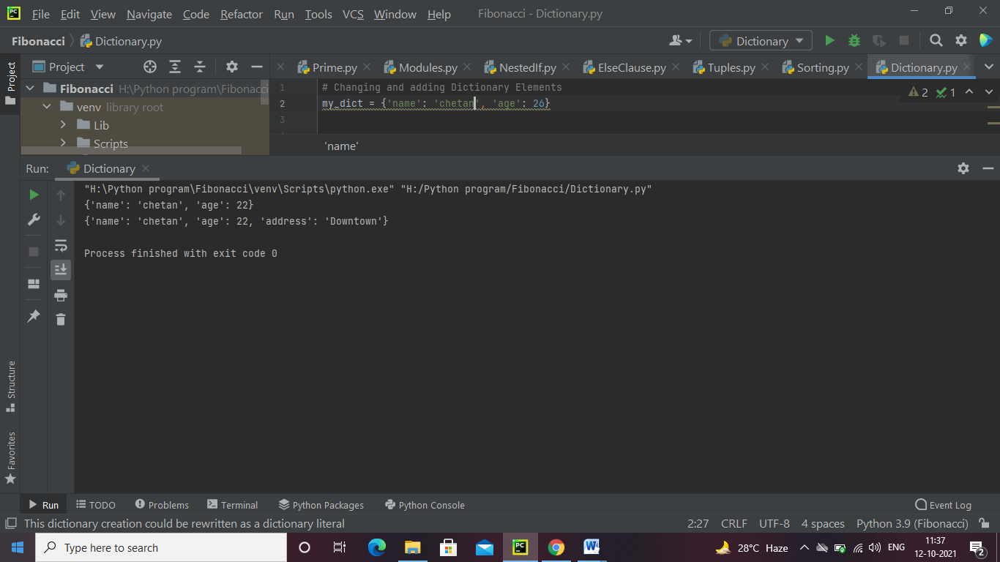 PC File Edit View Navigate Code Refactor Run Tools VCS Window Help Fibonacci - Dictionary.py
Fibonacci Dictionary.py Dictionary
Project Prime.py Modules.py NestedIf.py ElseClause.py Tuples.py Sorting.py Dictionary.py
Project
Fibonacci H:\Python program\Fibonacci
venv library root
Lib
Scripts
1 # Changing and adding Dictionary Elements
2 my_dict = {'name': 'chetan', 'age': 26}
3
2 1
'name'
Run: Dictionary
"H:\Python program\Fibonacci\venv\Scripts\python.exe" "H:/Python program/Fibonacci/Dictionary.py"
{'name': 'chetan', 'age': 22}
{'name': 'chetan', 'age': 22, 'address': 'Downtown'}
Process finished with exit code 0
Structure
Favorites
Run TODO Problems Terminal Python Packages Python Console Event Log
This dictionary creation could be rewritten as a dictionary literal 2:27 CRLF UTF-8 4 spaces Python 3.9 (Fibonacci)
Type here to search PC W 28°C Haze ENG 11:37
12-10-2021 2